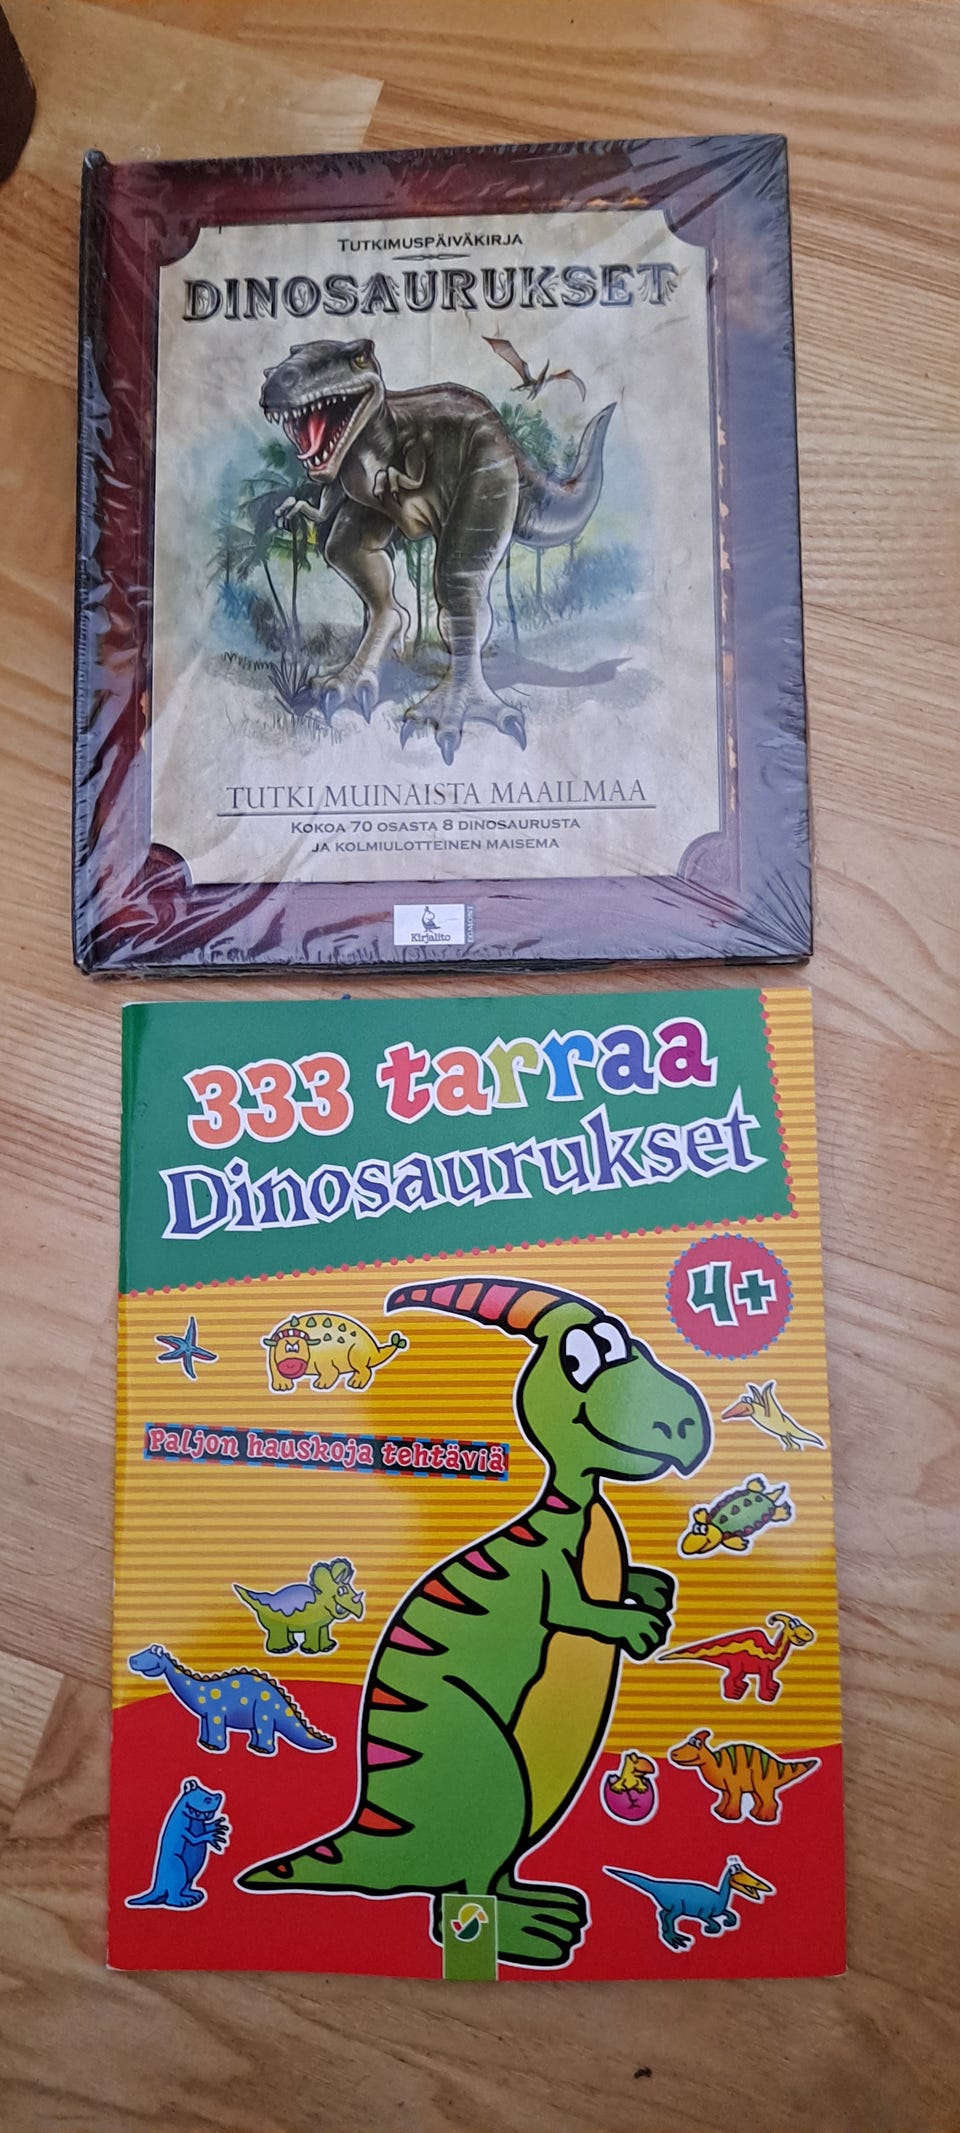 TUTKIMUSPÄIVÄKIRJA
DINOSAURUKSET
TUTKI MUINAISTA MAAILMAA
KOKOA 70 OSASTA 8 DINOSAURUSTA
JA KOLMIULOTTEINEN MAISEMA
Kirjalito
EGMONT
333 tarraa
Dinosaurukset
4+
Paljon hauskoja tehtäviä